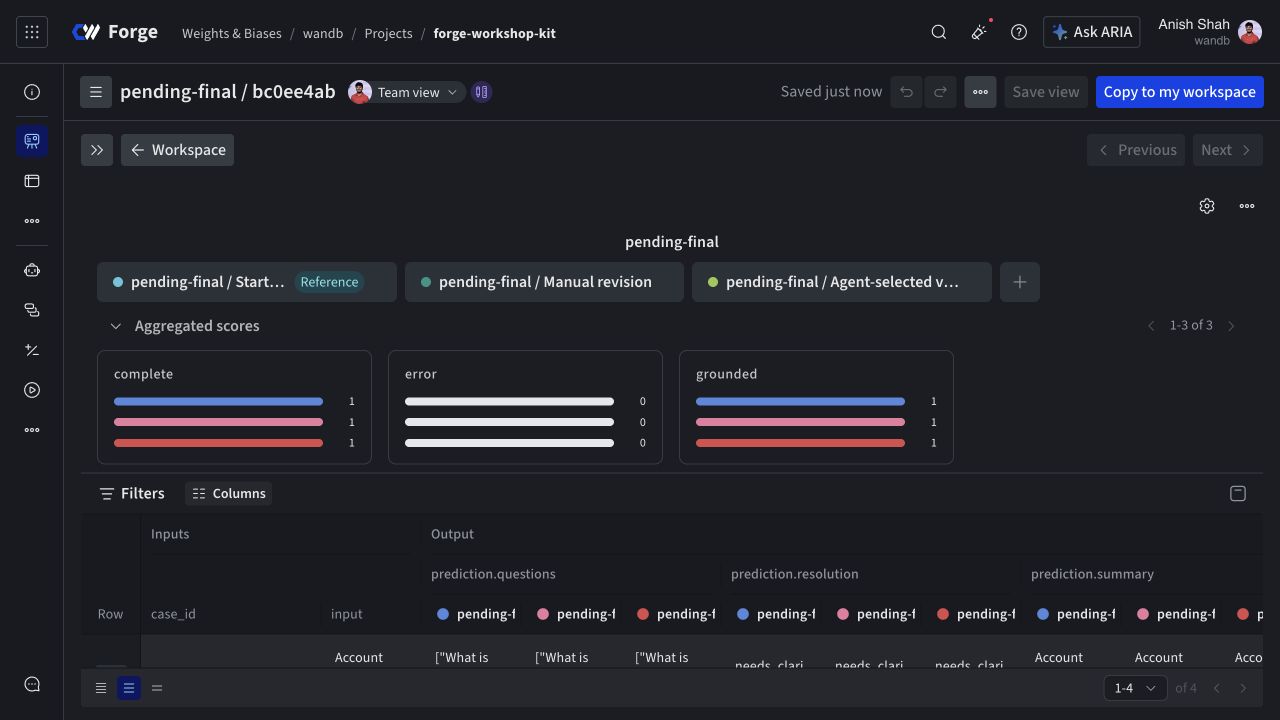 Forge
Weights & Biases / wandb / Projects / forge-workshop-kit
Ask ARIA
Anish Shah
wandb
pending-final / bc0ee4ab
Team view
Saved just now
Save view
Copy to my workspace
Workspace
Previous
Next
pending-final
pending-final / Start... Reference
pending-final / Manual revision
pending-final / Agent-selected v...
Aggregated scores
1-3 of 3
complete
1
1
1
error
0
0
0
grounded
1
1
1
Filters
Columns
Inputs
Output
prediction.questions
prediction.resolution
prediction.summary
Row
case_id
input
pending-f
pending-f
pending-f
pending-f
pending-f
pending-f
pending-f
pending-f
p
Account
["What is
["What is
["What is
needs_clari
needs_clari
needs_clari
Account
Account
Acco
1-4
of 4